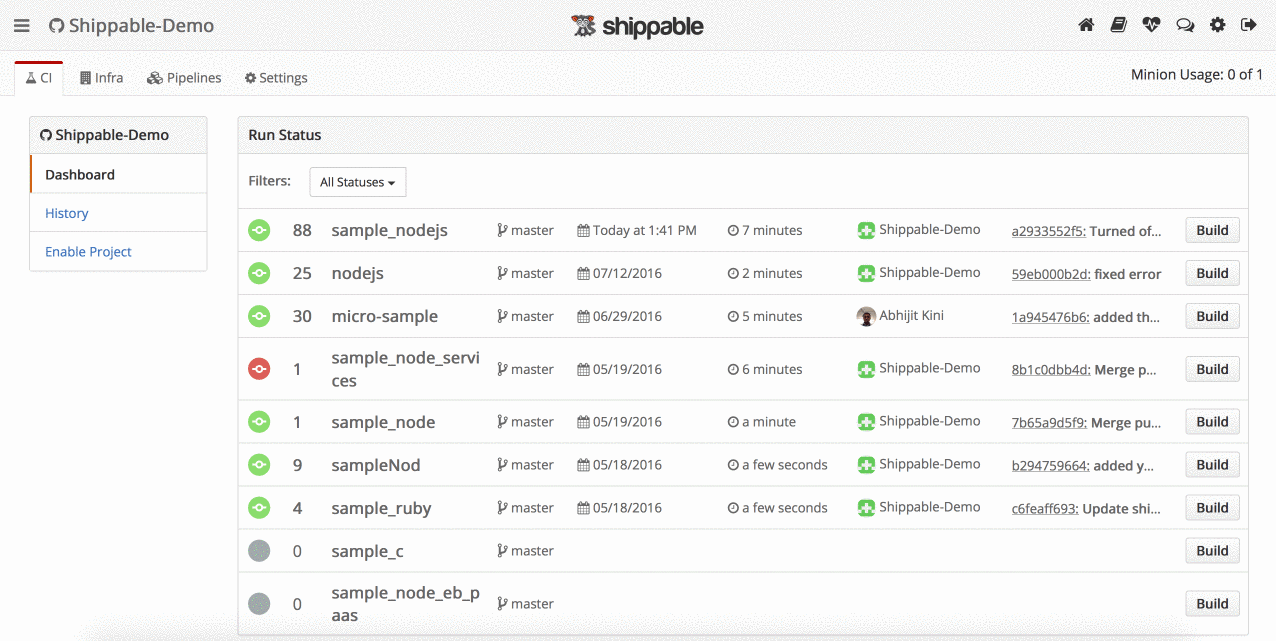 Shippable-Demo
shippable
CI Infra Pipelines Settings
Minion Usage: 0 of 1
Shippable-Demo
Dashboard
History
Enable Project
Run Status
Filters: All Statuses
88 sample_nodejs master Today at 1:41 PM 7 minutes Shippable-Demo a2933552f5: Turned of... Build
25 nodejs master 07/12/2016 2 minutes Shippable-Demo 59eb000b2d: fixed error Build
30 micro-sample master 06/29/2016 5 minutes Abhijit Kini 1a945476b6: added th... Build
1 sample_node_servi
ces master 05/19/2016 6 minutes Shippable-Demo 8b1c0dbb4d: Merge p... Build
1 sample_node master 05/19/2016 a minute Shippable-Demo 7b65a9d5f9: Merge pu... Build
9 sampleNod master 05/18/2016 a few seconds Shippable-Demo b294759664: added y... Build
4 sample_ruby master 05/18/2016 a few seconds Shippable-Demo c6feaff693: Update shi... Build
0 sample_c master Build
0 sample_node_eb_p
aas master Build